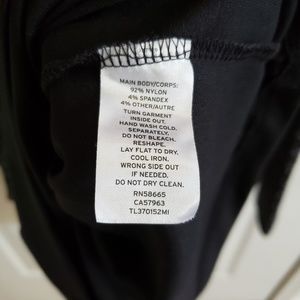 MAIN BODY/CORPS:
92% NYLON
4% SPANDEX
4% OTHER/AUTRE
TURN GARMENT
INSIDE OUT.
HAND WASH COLD.
SEPARATELY.
DO NOT BLEACH.
RESHAPE.
LAY FLAT TO DRY.
COOL IRON.
WRONG SIDE OUT
IF NEEDED.
DO NOT DRY CLEAN.
RN58665
CA57963
TL370152MI